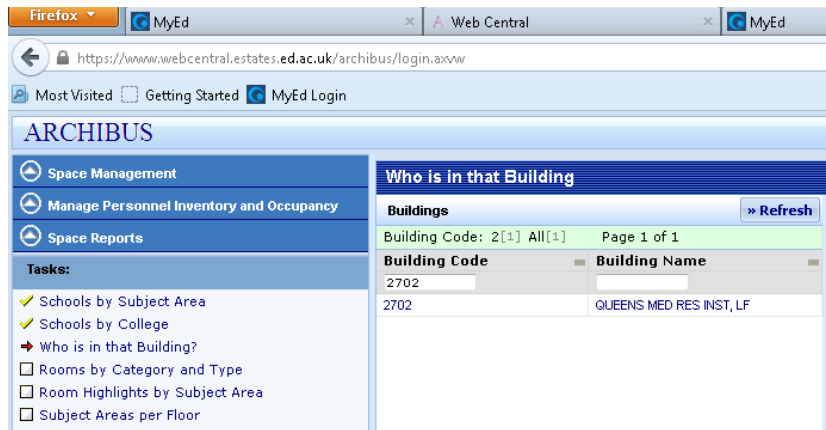 Firefox
MyEd
Web Central
MyEd
https://www.webcentral.estates.ed.ac.uk/archibus/login.axvw
Most Visited Getting Started MyEd Login
ARCHIBUS
Space Management
Manage Personnel Inventory and Occupancy
Space Reports
Tasks:
Schools by Subject Area
Schools by College
Who is in that Building?
Rooms by Category and Type
Room Highlights by Subject Area
Subject Areas per Floor
Who is in that Building
Buildings » Refresh
Building Code: 2[1] All[1] Page 1 of 1
Building Code Building Name
2702
2702 QUEENS MED RES INST, LF